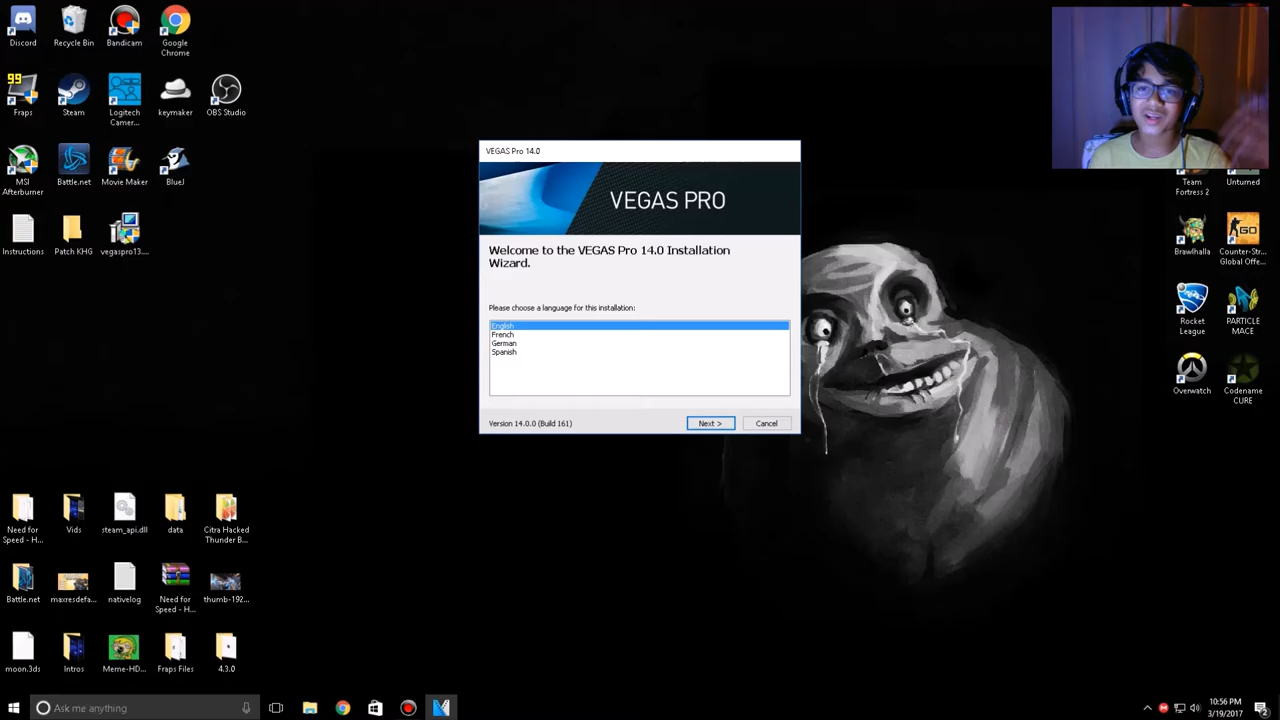 Discord
Recycle Bin
Bandicam
Google
Chrome
99
Fraps
Steam
Logitech
Camer...
keymaker
OBS Studio
MSI
Afterburner
Battle.net
Movie Maker
BlueJ
Instructions
Patch KHG
vegaspro13....
VEGAS Pro 14.0
VEGAS PRO
Welcome to the VEGAS Pro 14.0 Installation
Wizard.
Please choose a language for this installation:
English
French
German
Spanish
Version 14.0.0 (Build 161)
Next >
Cancel
Team
Fortress 2
Unturned
Brawlhalla
GO
Counter-Str...
Global Offe...
Rocket
League
PARTICLE
MACE
Overwatch
Codename
CURE
Need for
Speed - H...
Vids
steam_api.dll
data
Citra Hacked
Thunder B...
Battle.net
maxresdefa...
nativelog
Need for
Speed - H...
thumb-192...
moon.3ds
Intros
Meme-HD...
Fraps Files
4.3.0
Ask me anything
10:56 PM
3/19/2017
2